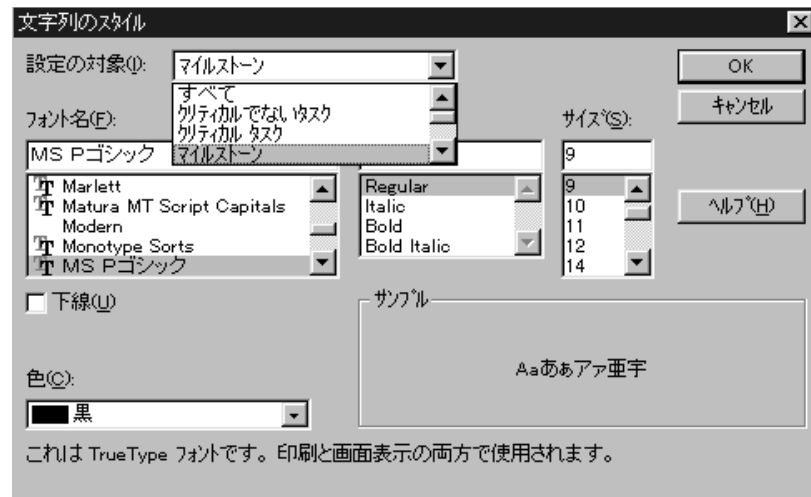 文字列のスタイル
設定の対象(I):
マイルストーン
OK
すべて
クリティカルでないタスク
クリティカル タスク
マイルストーン
キャンセル
フォント名(F):
サイズ(S):
MS Pゴシック
9
Marlett
Matura MT Script Capitals
Modern
Monotype Sorts
MS Pゴシック
Regular
Italic
Bold
Bold Italic
9
10
11
12
14
ヘルプ(H)
下線(U)
サンプル
Aaあぁアァ亜宇
色(C):
黒
これは TrueType フォントです。印刷と画面表示の両方で使用されます。